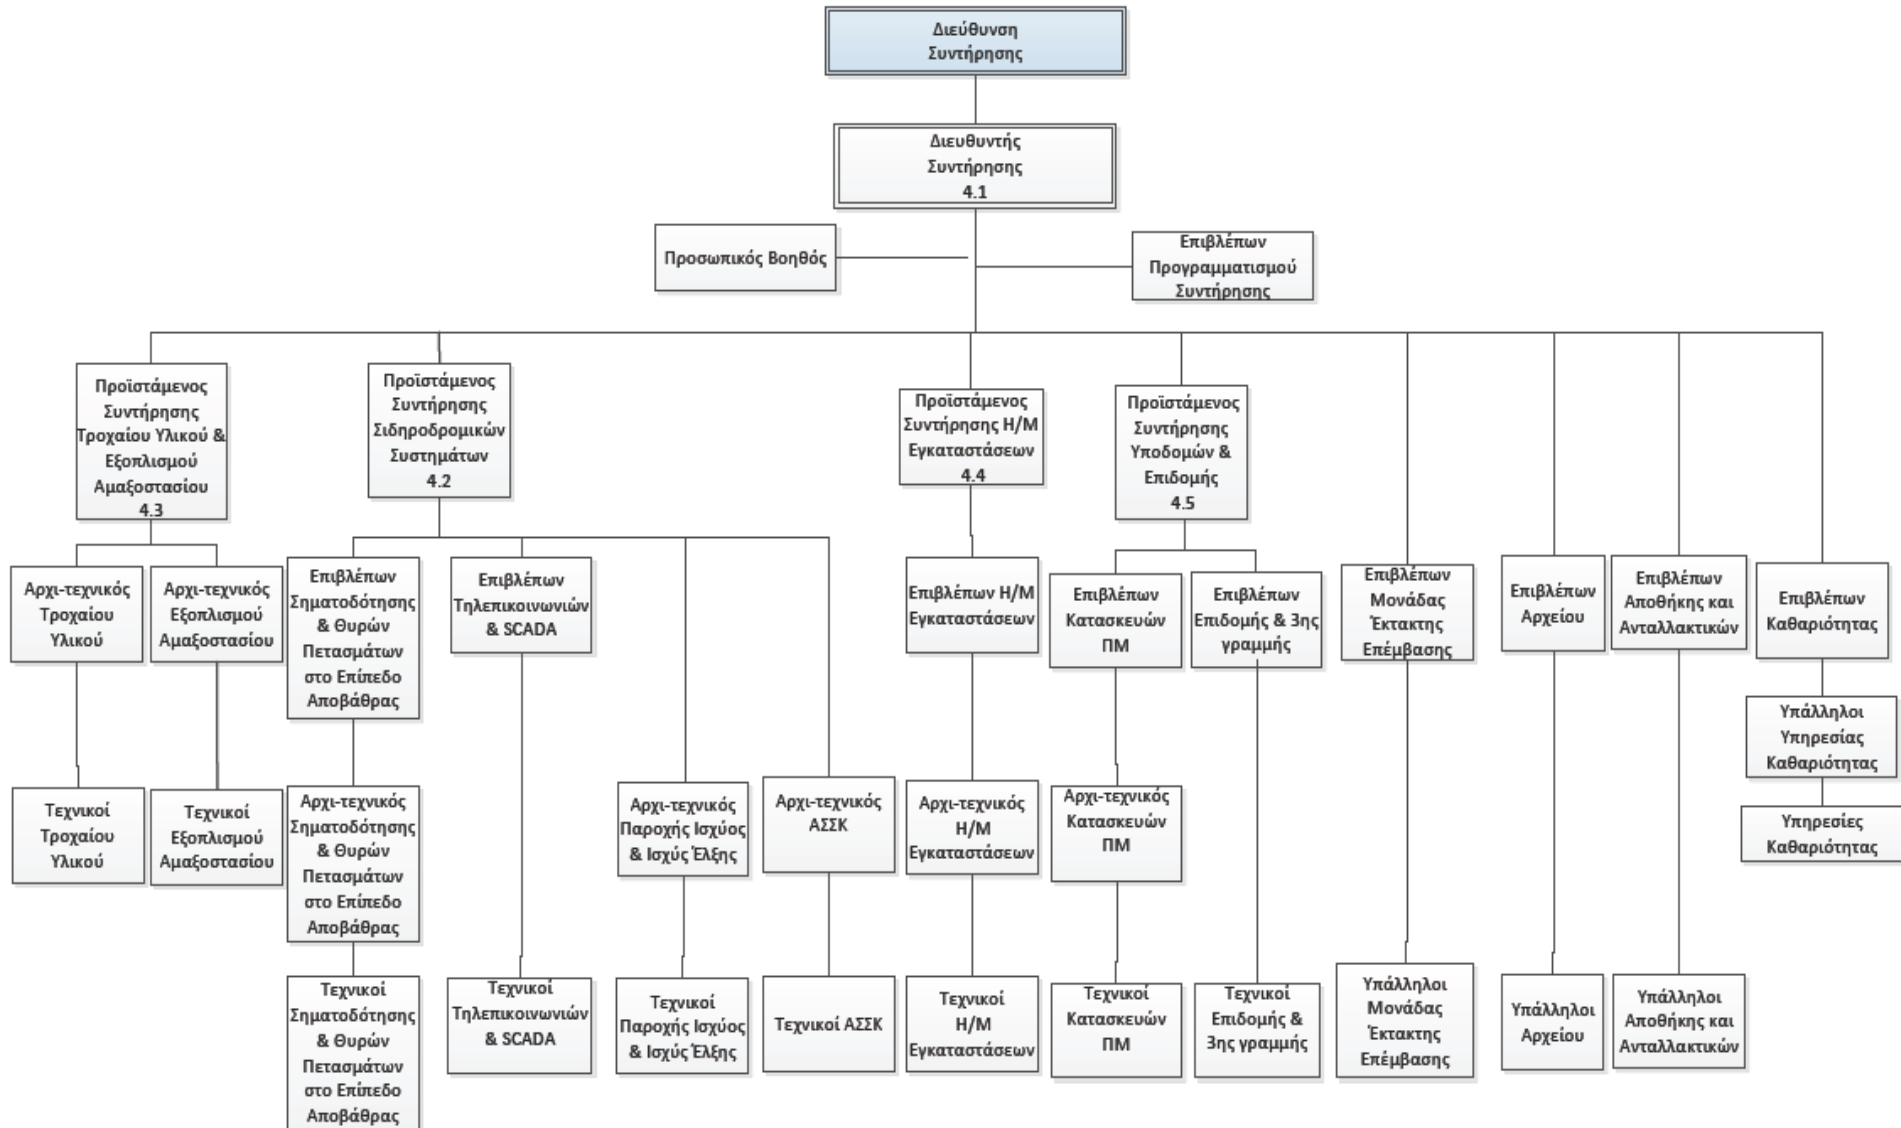 Διεύθυνση
Συντήρησης
Διευθυντής
Συντήρησης
4.1
Προσωπικός Βοηθός
Επιβλέπων
Προγραμματισμού
Συντήρησης
Προϊστάμενος
Συντήρησης
Τροχαίου Υλικού &
Εξοπλισμού
Αμαξοστασίου
4.3
Προϊστάμενος
Συντήρησης
Σιδηροδρομικών
Συστημάτων
4.2
Προϊστάμενος
Συντήρησης Η/Μ
Εγκαταστάσεων
4.4
Προϊστάμενος
Συντήρησης
Υποδομών &
Επιδομής
4.5
Αρχι-τεχνικός
Τροχαίου
Υλικού
Αρχι-τεχνικός
Εξοπλισμού
Αμαξοστασίου
Επιβλέπων
Σηματοδότησης
& Θυρών
Πετασμάτων
στο Επίπεδο
Αποβάθρας
Επιβλέπων
Τηλεπικοινωνιών
& SCADA
Επιβλέπων Η/Μ
Εγκαταστάσεων
Επιβλέπων
Κατασκευών
ΠΜ
Επιβλέπων
Επιδομής & 3ης
γραμμής
Επιβλέπων
Μονάδας
Έκτακτης
Επέμβασης
Επιβλέπων
Αρχείου
Επιβλέπων
Αποθήκης και
Ανταλλακτικών
Επιβλέπων
Καθαριότητας
Υπάλληλοι
Υπηρεσίας
Καθαριότητας
Υπηρεσίες
Καθαριότητας
Τεχνικοί
Τροχαίου
Υλικού
Τεχνικοί
Εξοπλισμού
Αμαξοστασίου
Αρχι-τεχνικός
Σηματοδότησης
& Θυρών
Πετασμάτων
στο Επίπεδο
Αποβάθρας
Αρχι-τεχνικός
Παροχής Ισχύος
& Ισχύς Έλξης
Αρχι-τεχνικός
ΑΣΣΚ
Αρχι-τεχνικός
Η/Μ
Εγκαταστάσεων
Αρχι-τεχνικός
Κατασκευών
ΠΜ
Τεχνικοί
Σηματοδότησης
& Θυρών
Πετασμάτων
στο Επίπεδο
Αποβάθρας
Τεχνικοί
Τηλεπικοινωνιών
& SCADA
Τεχνικοί
Παροχής Ισχύος
& Ισχύς Έλξης
Τεχνικοί ΑΣΣΚ
Τεχνικοί
Η/Μ
Εγκαταστάσεων
Τεχνικοί
Κατασκευών
ΠΜ
Τεχνικοί
Επιδομής &
3ης γραμμής
Υπάλληλοι
Μονάδας
Έκτακτης
Επέμβασης
Υπάλληλοι
Αρχείου
Υπάλληλοι
Αποθήκης και
Ανταλλακτικών